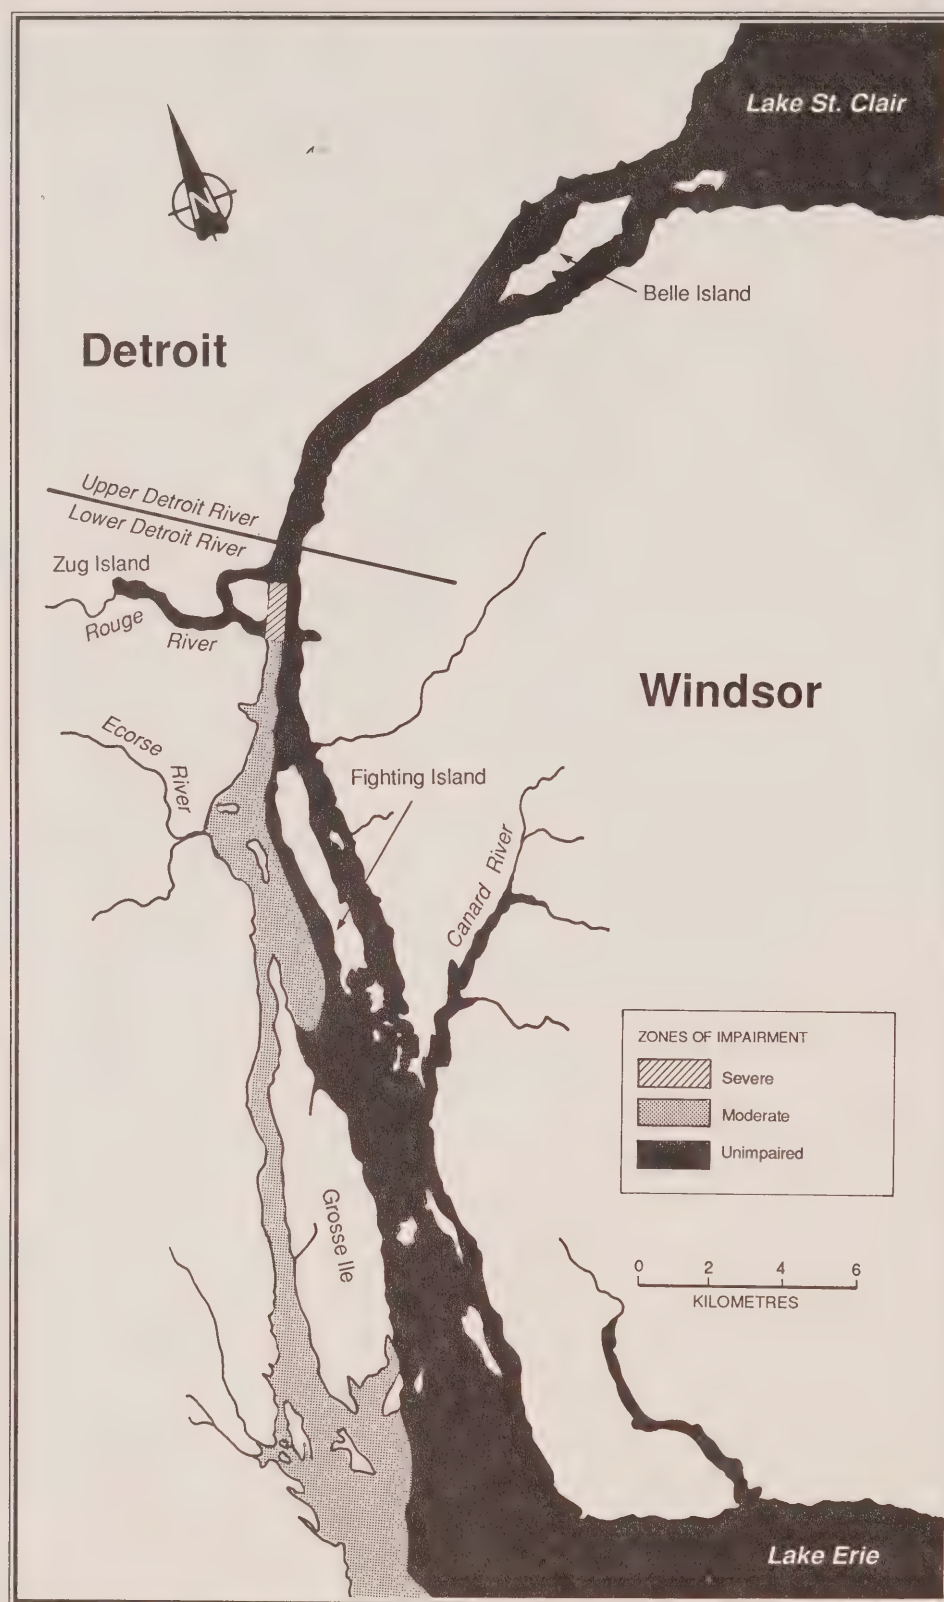 Lake St. Clair
N
Belle Island
Detroit
Upper Detroit River
Lower Detroit River
Zug Island
Rouge
River
Windsor
Ecorse
River
Fighting Island
Canard River
ZONES OF IMPAIRMENT
Severe
Moderate
Unimpaired
Grosse Ile
0 2 4 6
KILOMETRES
Lake Erie